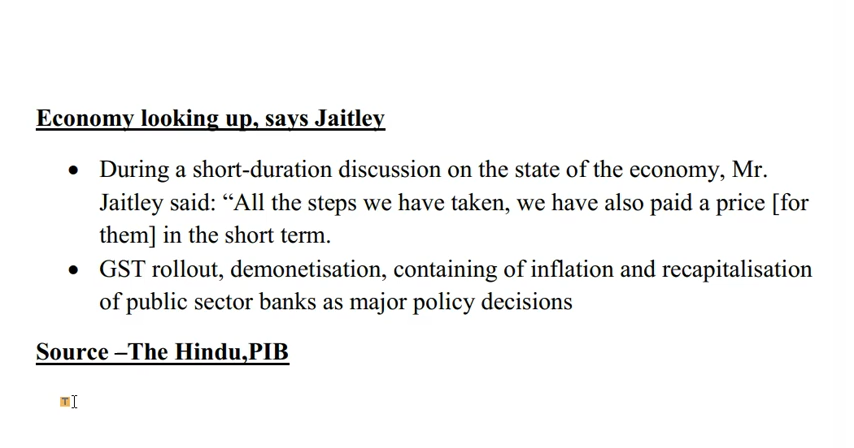 Economy looking up, says Jaitley
• During a short-duration discussion on the state of the economy, Mr.
Jaitley said: “All the steps we have taken, we have also paid a price [for
them] in the short term.
• GST rollout, demonetisation, containing of inflation and recapitalisation
of public sector banks as major policy decisions
Source –The Hindu,PIB
T